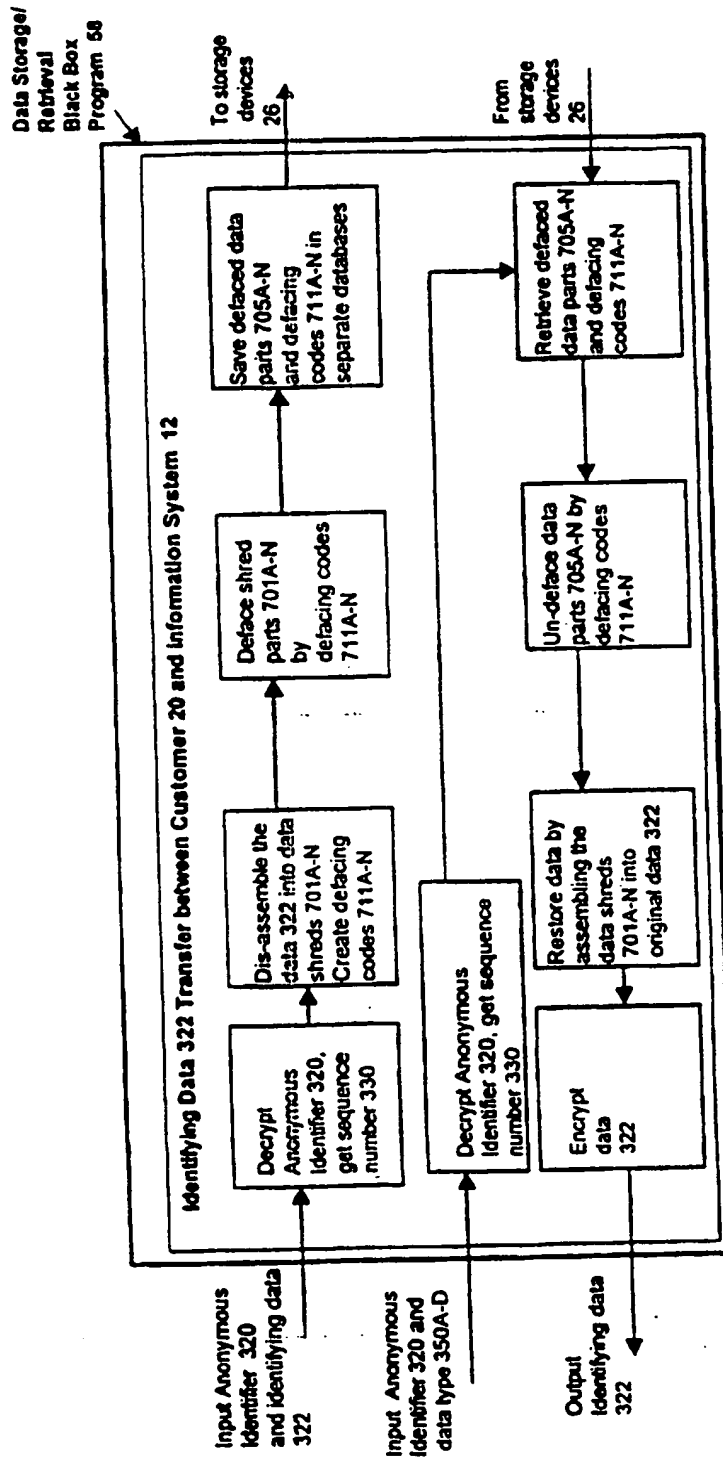 Data Storage/
Retrieval
Black Box
Program 58
Identifying Data 322 Transfer between Customer 20 and Information System 12
Input Anonymous
Identifier 320
and identifying data
322
Decrypt
Anonymous
Identifier 320,
get sequence
number 330
Dis-assemble the
data 322 into data
shreds 701A-N
Create defacing
codes 711A-N
Deface shred
parts 701A-N
by
defacing codes
711A-N
Save defaced data
parts 705A-N
and defacing
codes 711A-N in
separate databases
To storage
devices
26
Input Anonymous
Identifier 320 and
data type 350A-D
Decrypt Anonymous
Identifier 320, get sequence
number 330
From
storage
devices
26
Retrieve defaced
data parts 705A-N
and defacing
codes 711A-N
Un-deface data
parts 705A-N by
defacing codes
711A-N
Restore data by
assembling the
data shreds
701A-N into
original data 322
Encrypt
data
322
Output
Identifying data
322